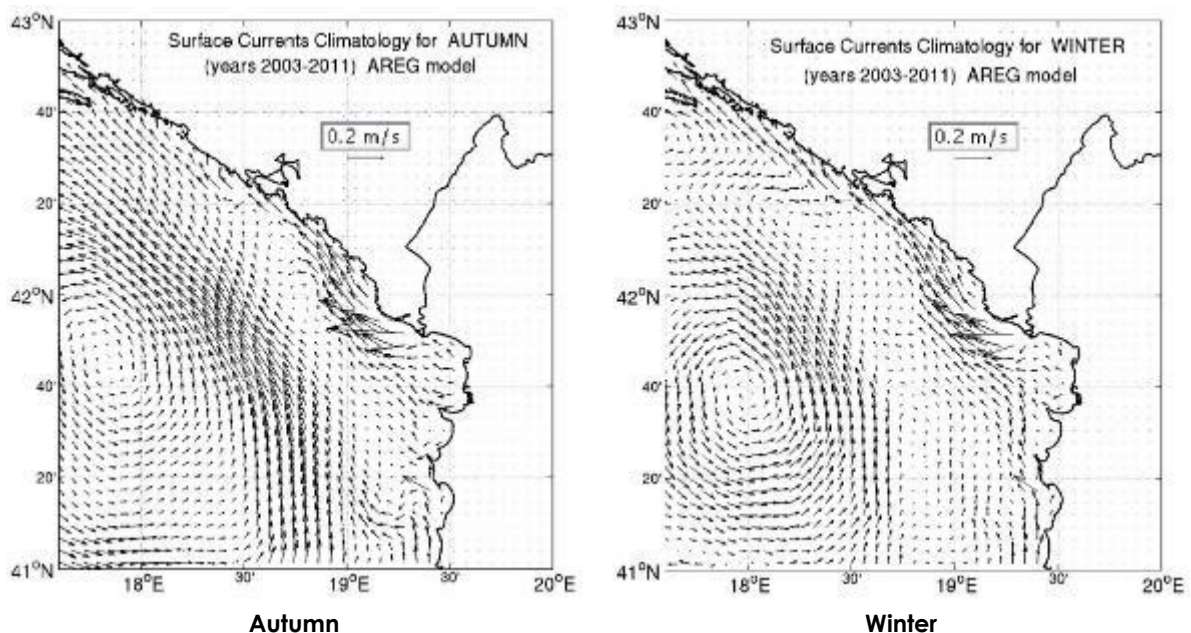 43°N
Surface Currents Climatology for AUTUMN
(years 2003-2011) AREG model
40'
0.2 m/s
20'
42°N
40'
20'
41°N
18°E
30'
19°E
30'
20°E
Autumn
43°N
Surface Currents Climatology for WINTER
(years 2003-2011) AREG model
40'
0.2 m/s
20'
42°N
40'
20'
41°N
18°E
30'
19°E
30'
20°E
Winter